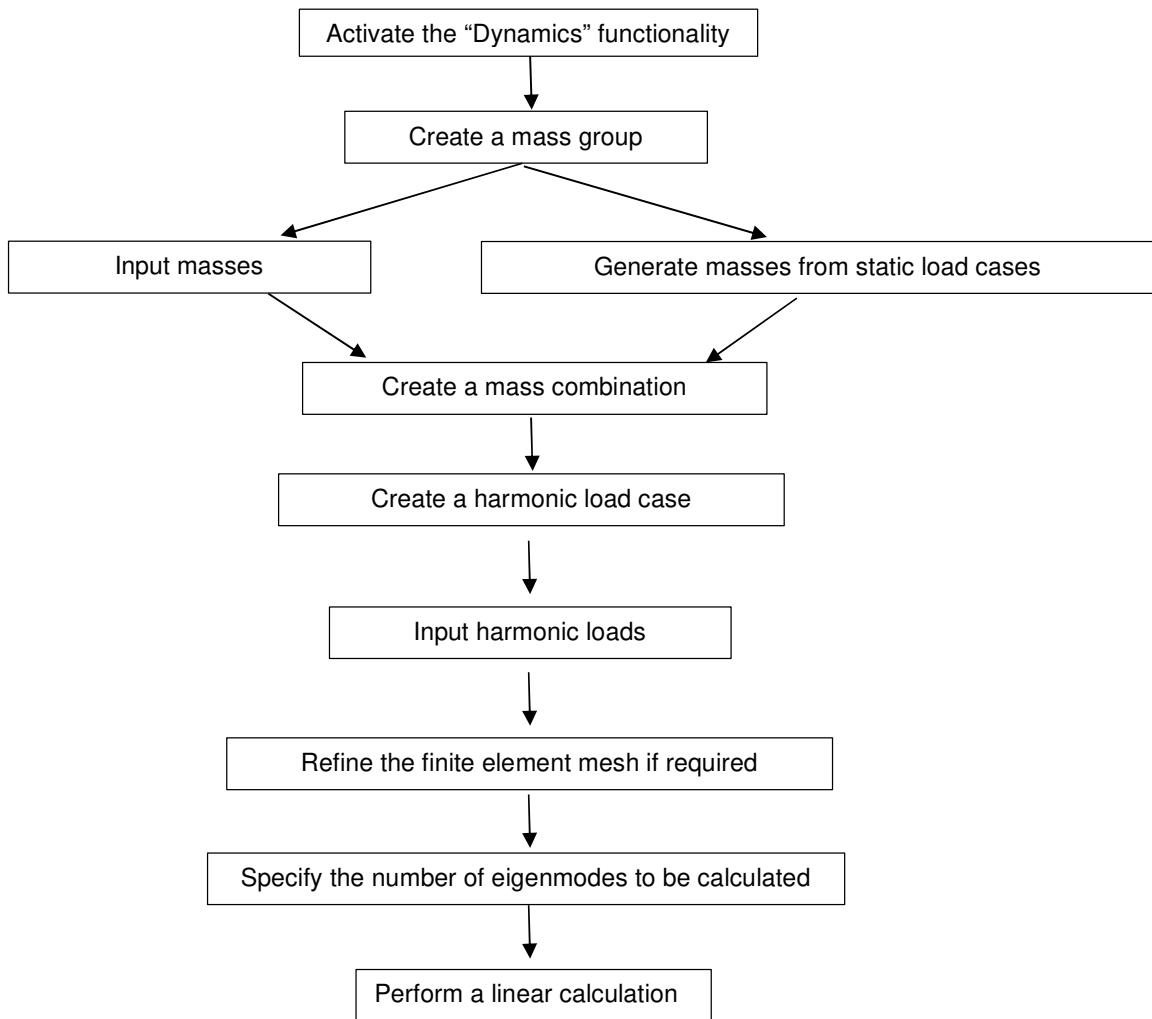 Activate the “Dynamics” functionality
Create a mass group
Input masses
Generate masses from static load cases
Create a mass combination
Create a harmonic load case
Input harmonic loads
Refine the finite element mesh if required
Specify the number of eigenmodes to be calculated
Perform a linear calculation